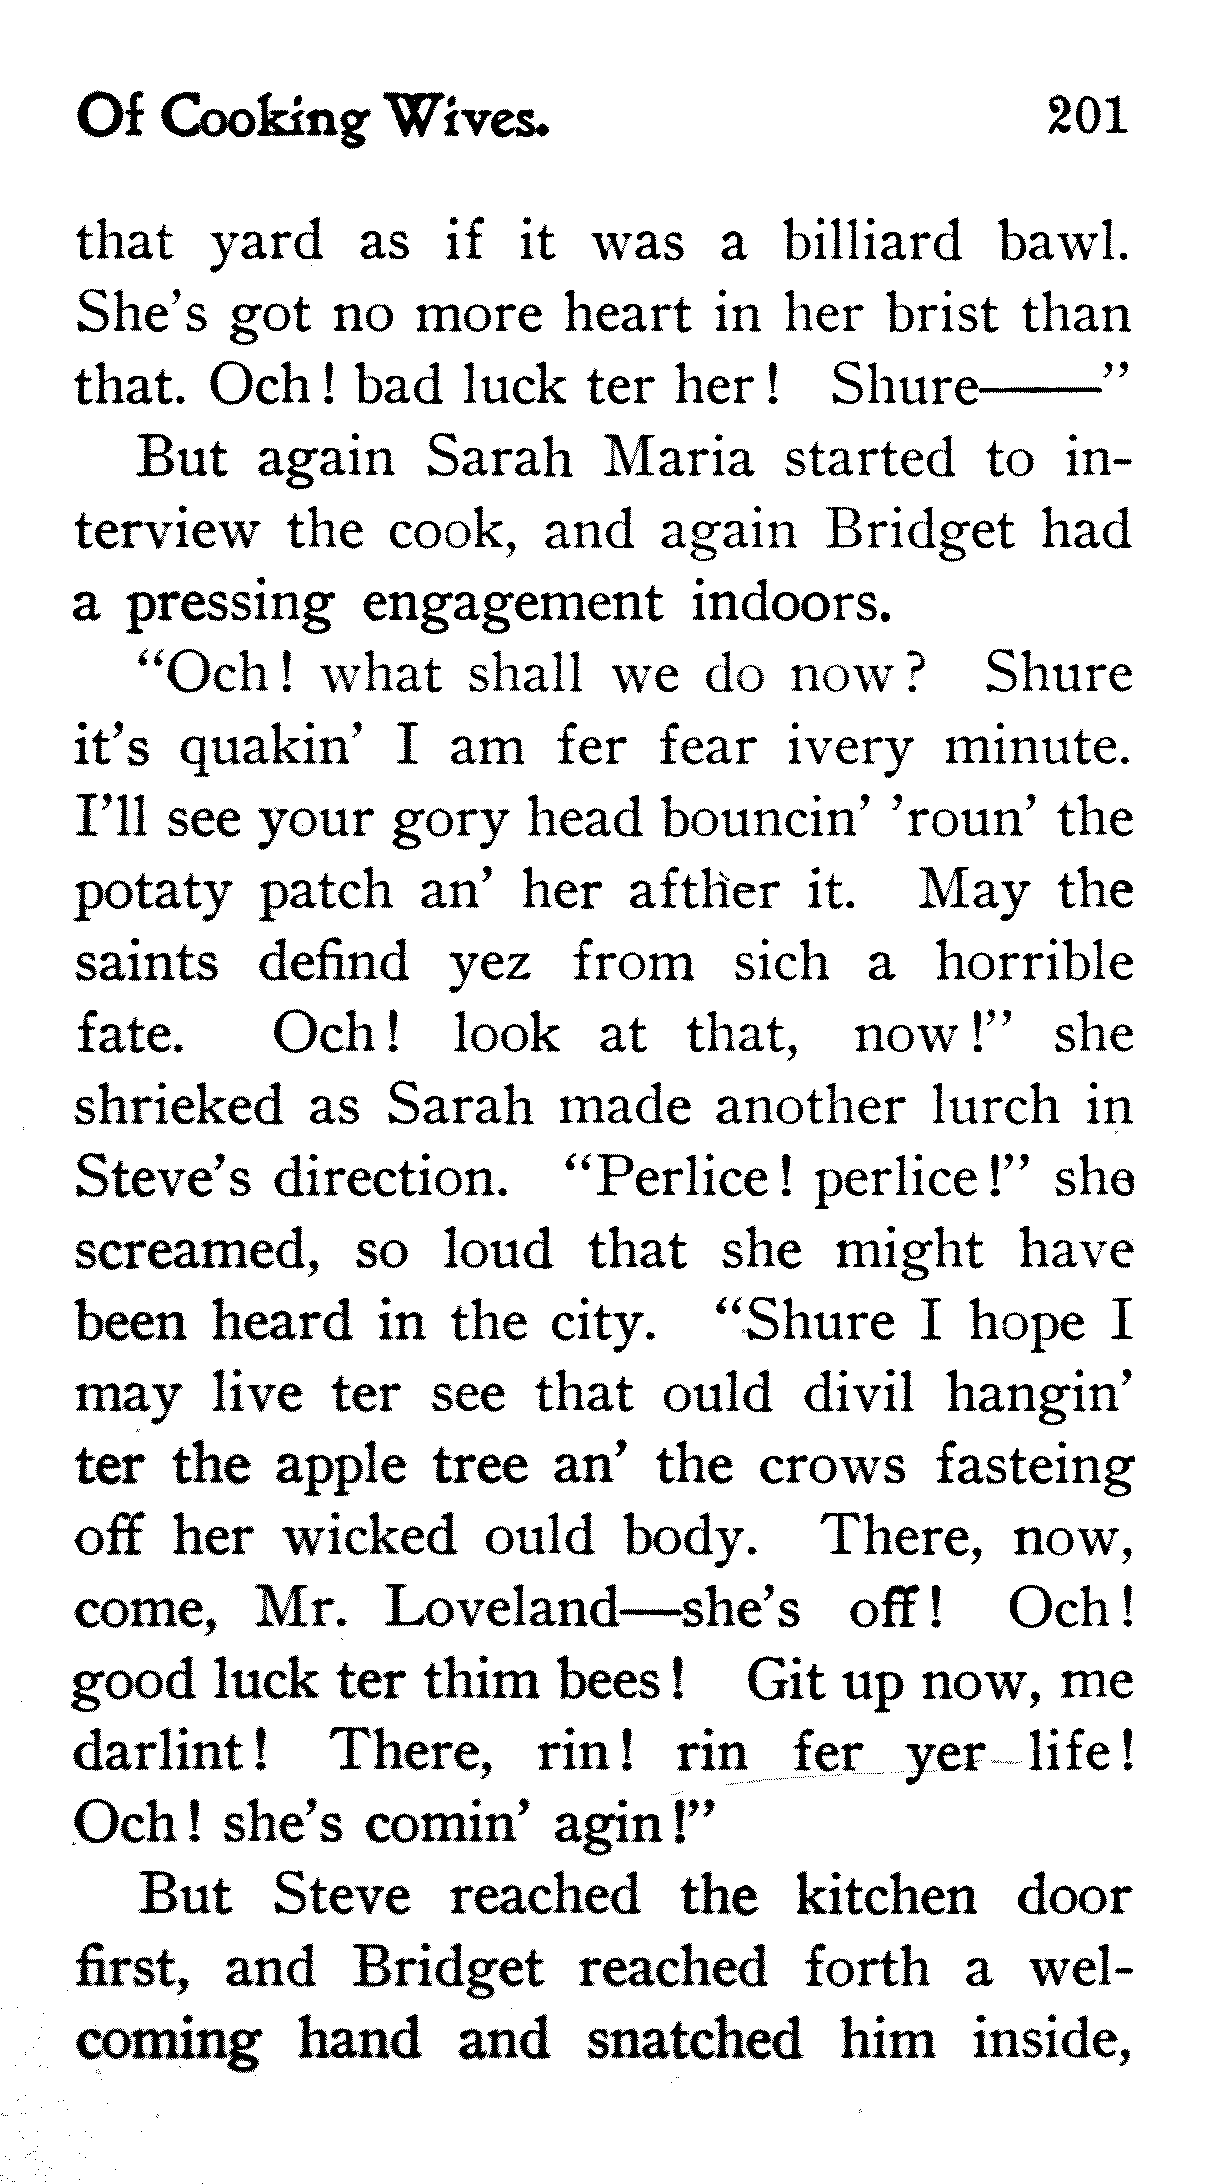 Of Cooking Wives. 201
that yard as if it was a billiard bawl.
She's got no more heart in her brist than
that. Och! bad luck ter her! Shure——"
But again Sarah Maria started to in-
terview the cook, and again Bridget had
a pressing engagement indoors.
"Och! what shall we do now? Shure
it's quakin' I am fer fear ivery minute.
I'll see your gory head bouncin' 'roun' the
potaty patch an' her afther it. May the
saints defind yez from sich a horrible
fate. Och! look at that, now!" she
shrieked as Sarah made another lurch in
Steve's direction. "Perlice! perlice!" she
screamed, so loud that she might have
been heard in the city. "Shure I hope I
may live ter see that ould divil hangin'
ter the apple tree an' the crows fasteing
off her wicked ould body. There, now,
come, Mr. Loveland—she's off! Och!
good luck ter thim bees! Git up now, me
darlint! There, rin! rin fer yer life!
Och! she's comin' agin!"
But Steve reached the kitchen door
first, and Bridget reached forth a wel-
coming hand and snatched him inside,